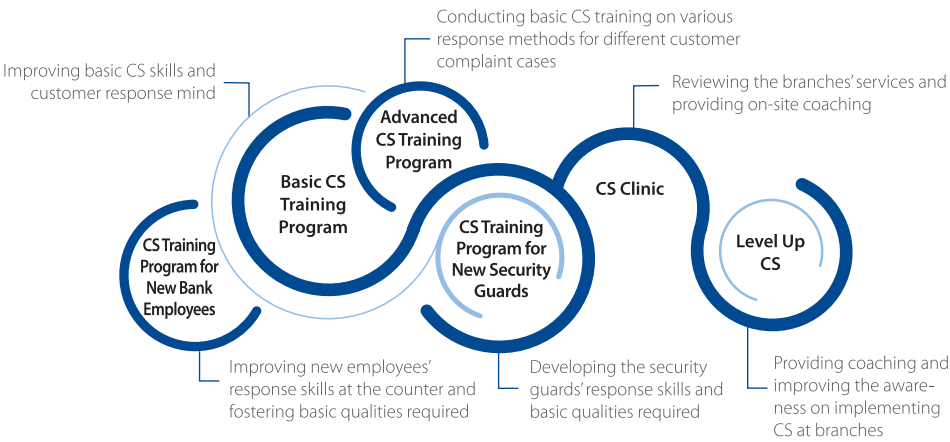 Conducting basic CS training on various
response methods for different customer
complaint cases
Improving basic CS skills and
customer response mind
Reviewing the branches’ services and
providing on-site coaching
Advanced
CS Training
Program
Basic CS
Training
Program
CS Clinic
CS Training
Program for
New Bank
Employees
CS Training
Program for
New Security
Guards
Level Up
CS
Improving new employees’
response skills at the counter and
fostering basic qualities required
Developing the security
guards’ response skills and
basic qualities required
Providing coaching and
improving the aware-
ness on implementing
CS at branches